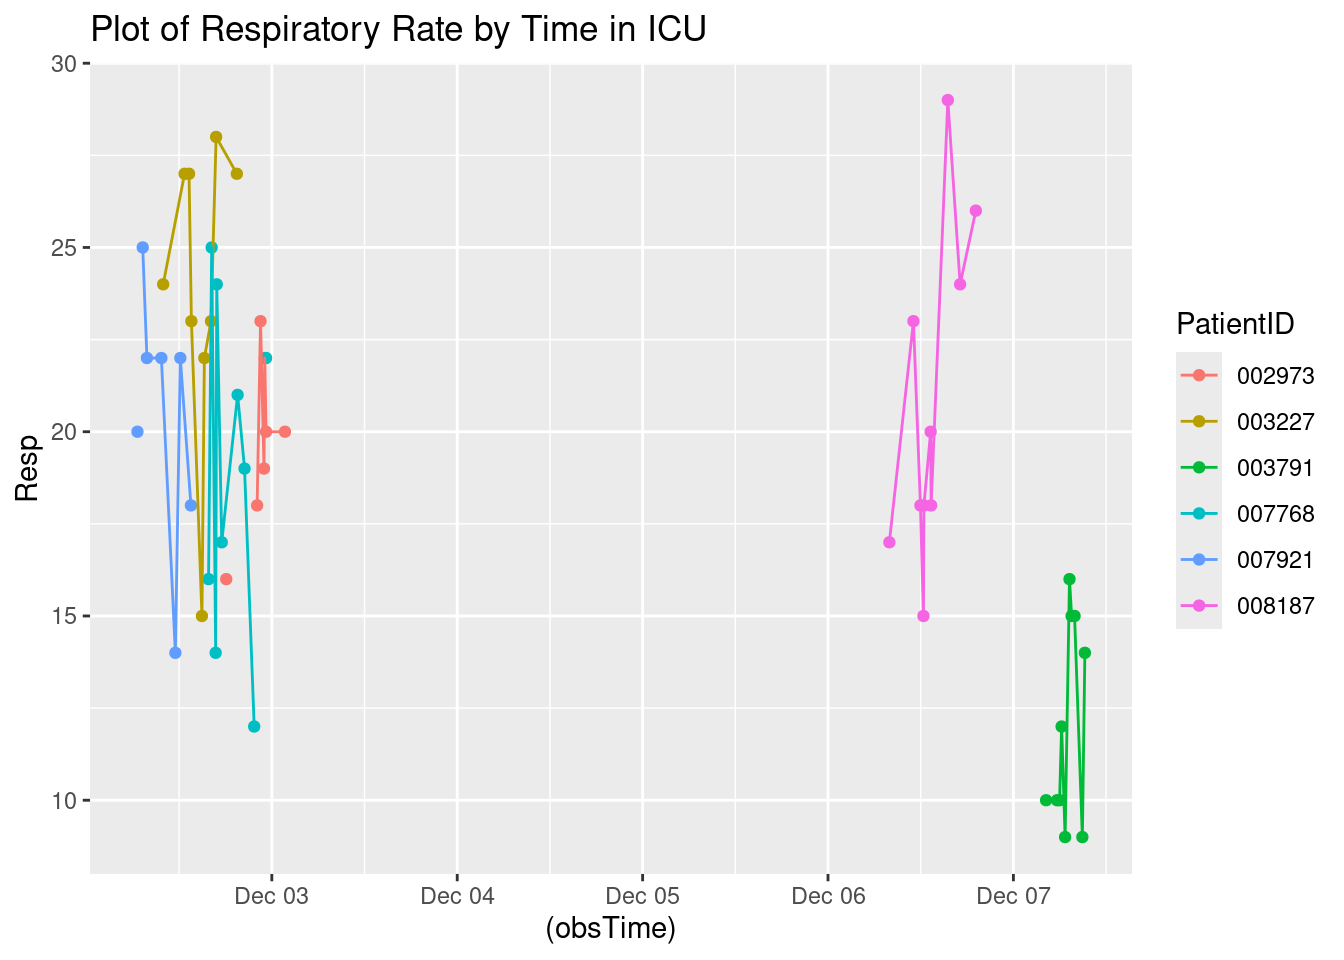 Plot of Respiratory Rate by Time in ICU
30
25
20
15
10
Resp
Dec 03 Dec 04 Dec 05 Dec 06 Dec 07
(obsTime)
PatientID
002973
003227
003791
007768
007921
008187